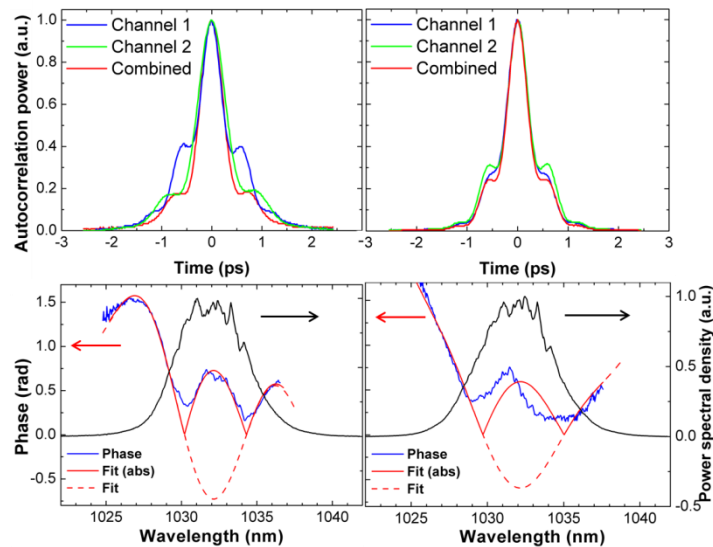 Channel 1
Channel 2
Combined
Channel 1
Channel 2
Combined
Autocorrelation power (a.u.)
1.0
0.8
0.6
0.4
0.2
0.0
-3 -2 -1 0 1 2 -3 -2 -1 0 1 2 3
Time (ps) Time (ps)
Phase (rad)
1.5
1.0
0.5
0.0
-0.5
Phase
Fit (abs)
Fit
Phase
Fit (abs)
Fit
1.0
0.5
0.0
-0.5
Power spectral density (a.u.)
1025 1030 1035 1040 1025 1030 1035 1040
Wavelength (nm) Wavelength (nm)